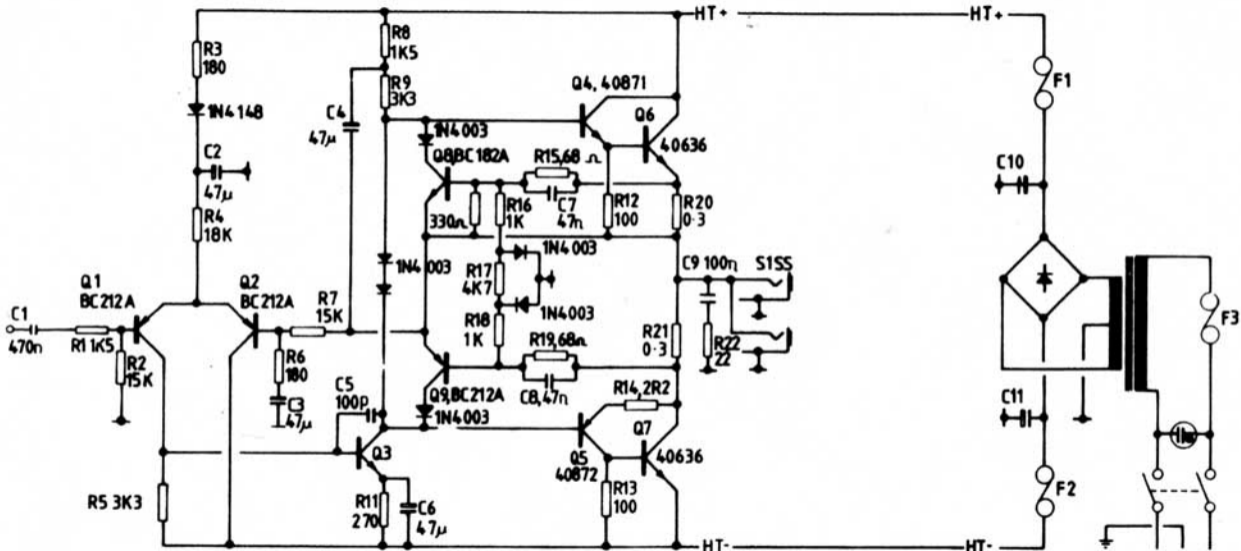 HT+
HT+
R3
180
1N4148
C2
47μ
R4
18K
R8
1K5
R9
3K3
C4
47μ
1N4003
Q8,BC182A
Q4, 40871
Q6
40636
R15,68 Ω
C7
47n
R12
100
R20
0·3
330Ω
R16
1K
1N4003
1N4003
R17
4K7
1N4003
R18
1K
C9 100n
S1SS
R21
0·3
R22
22
Q1
BC212A
Q2
BC212A
R7
15K
C1
470n
R1 1K5
R2
15K
R6
180
C3
47μ
C5
100p
Q9,BC212A
1N4003
R19,68Ω
C8,47n
R14,2R2
Q3
Q5
40872
Q7
40636
R13
100
R5 3K3
R11
270
C6
47μ
HT-
HT-
F1
C10
C11
F2
F3